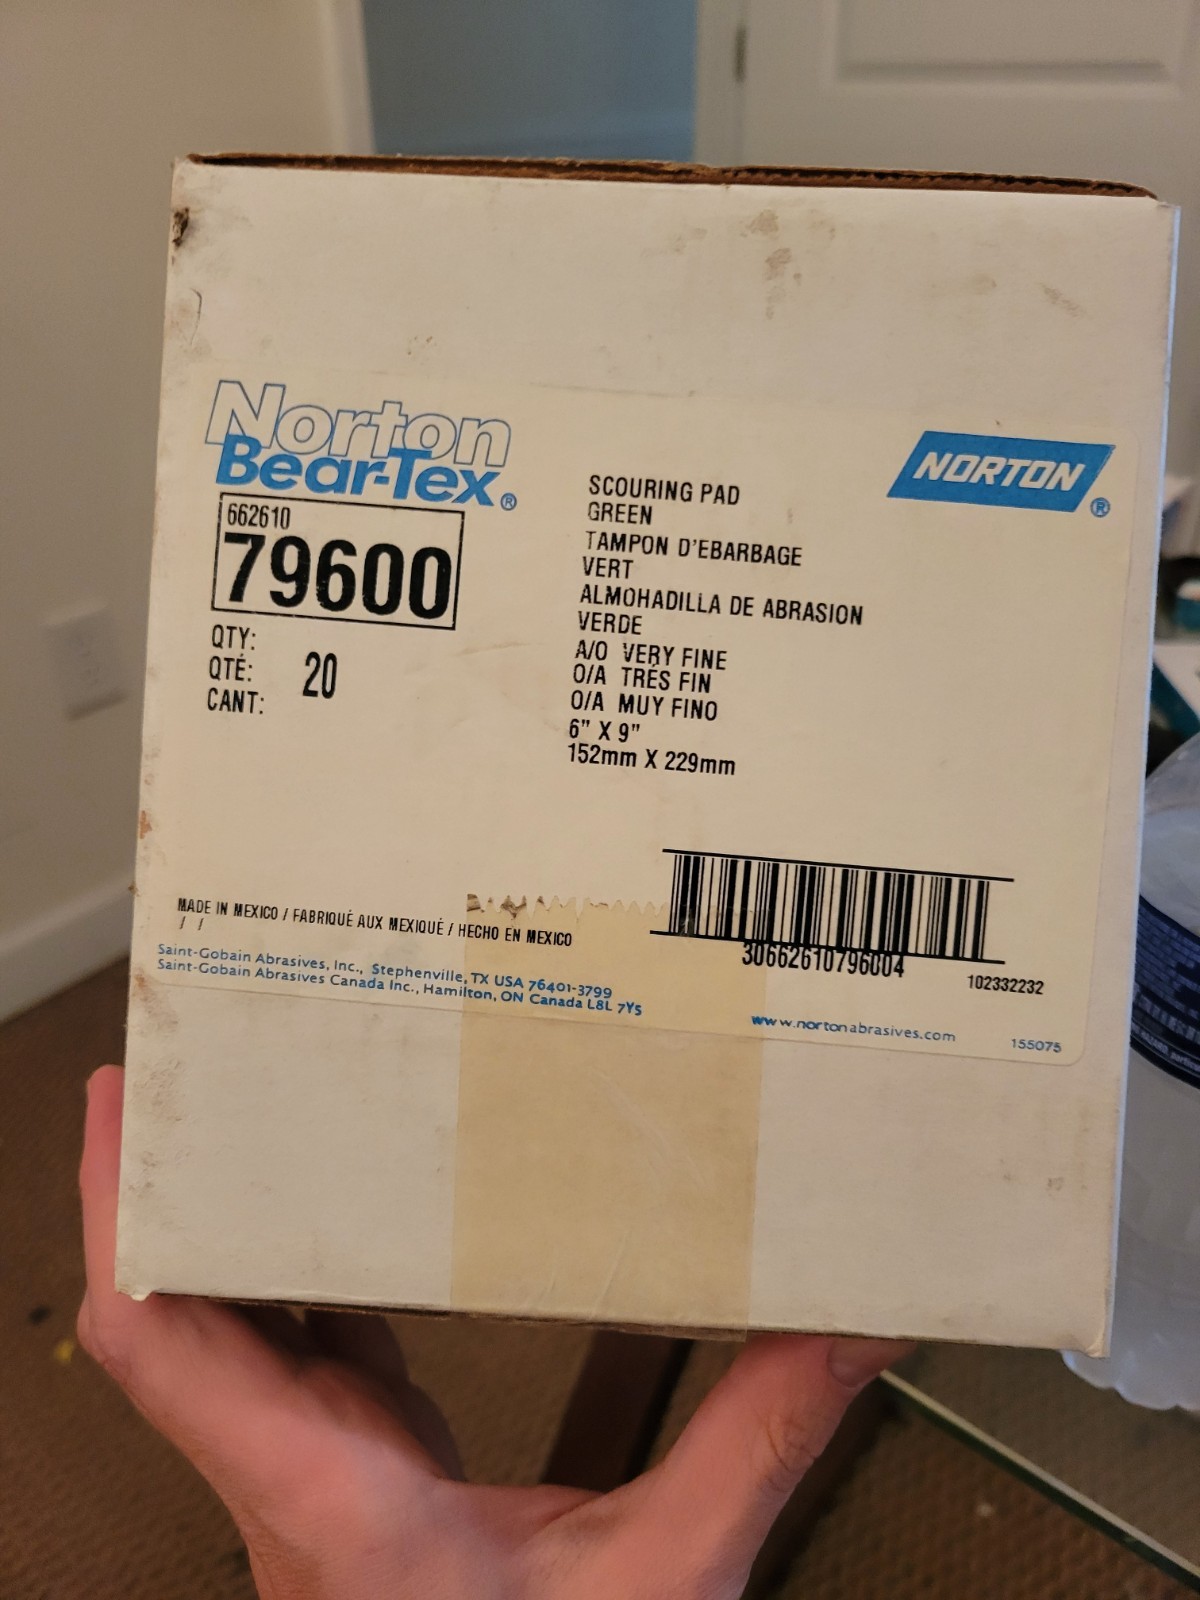 Norton
Bear-Tex®
662610
79600
QTY:
QTÉ: 20
CANT:
NORTON®
SCOURING PAD
GREEN
TAMPON D'EBARBAGE
VERT
ALMOHADILLA DE ABRASION
VERDE
A/O VERY FINE
O/A TRÉS FIN
O/A MUY FINO
6" X 9"
152mm X 229mm
MADE IN MEXICO / FABRIQUÉ AUX MEXIQUÉ / HECHO EN MEXICO
/ /
Saint-Gobain Abrasives, Inc., Stephenville, TX USA 76401-3799
Saint-Gobain Abrasives Canada Inc., Hamilton, ON Canada L8L 7Y5
30662610796004
102332232
www.nortonabrasives.com
155075